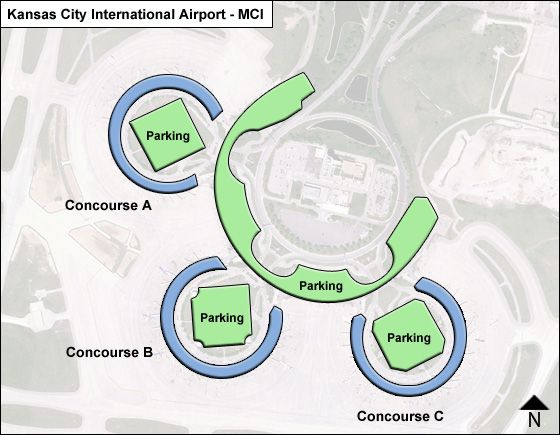 Kansas City International Airport - MCI
Parking
Concourse A
Parking
Parking
Parking
Concourse B
Concourse C
N